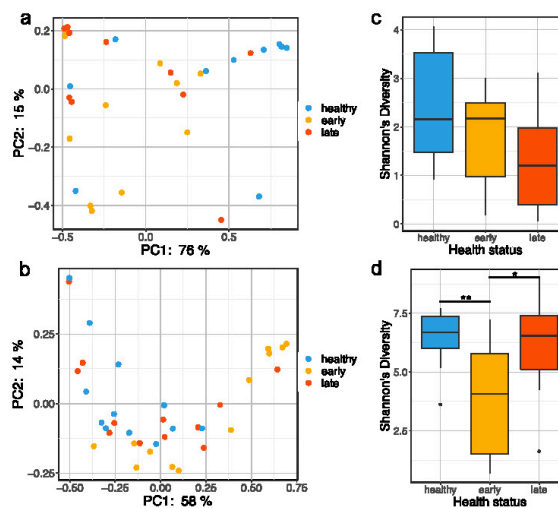 a
0.2
0.0
−0.2
−0.4
PC2: 15 %
−0.5
0.0
0.5
PC1: 76 %
healthy
early
late
b
0.25
0.00
−0.25
PC2: 14 %
−0.50
−0.25
0.00
0.25
0.50
0.75
PC1: 58 %
healthy
early
late
c
4
3
2
1
0
Shannon's Diversity
healthy
early
late
Health status
d
7.5
5.0
2.5
Shannon's Diversity
**
*
healthy
early
late
Health status